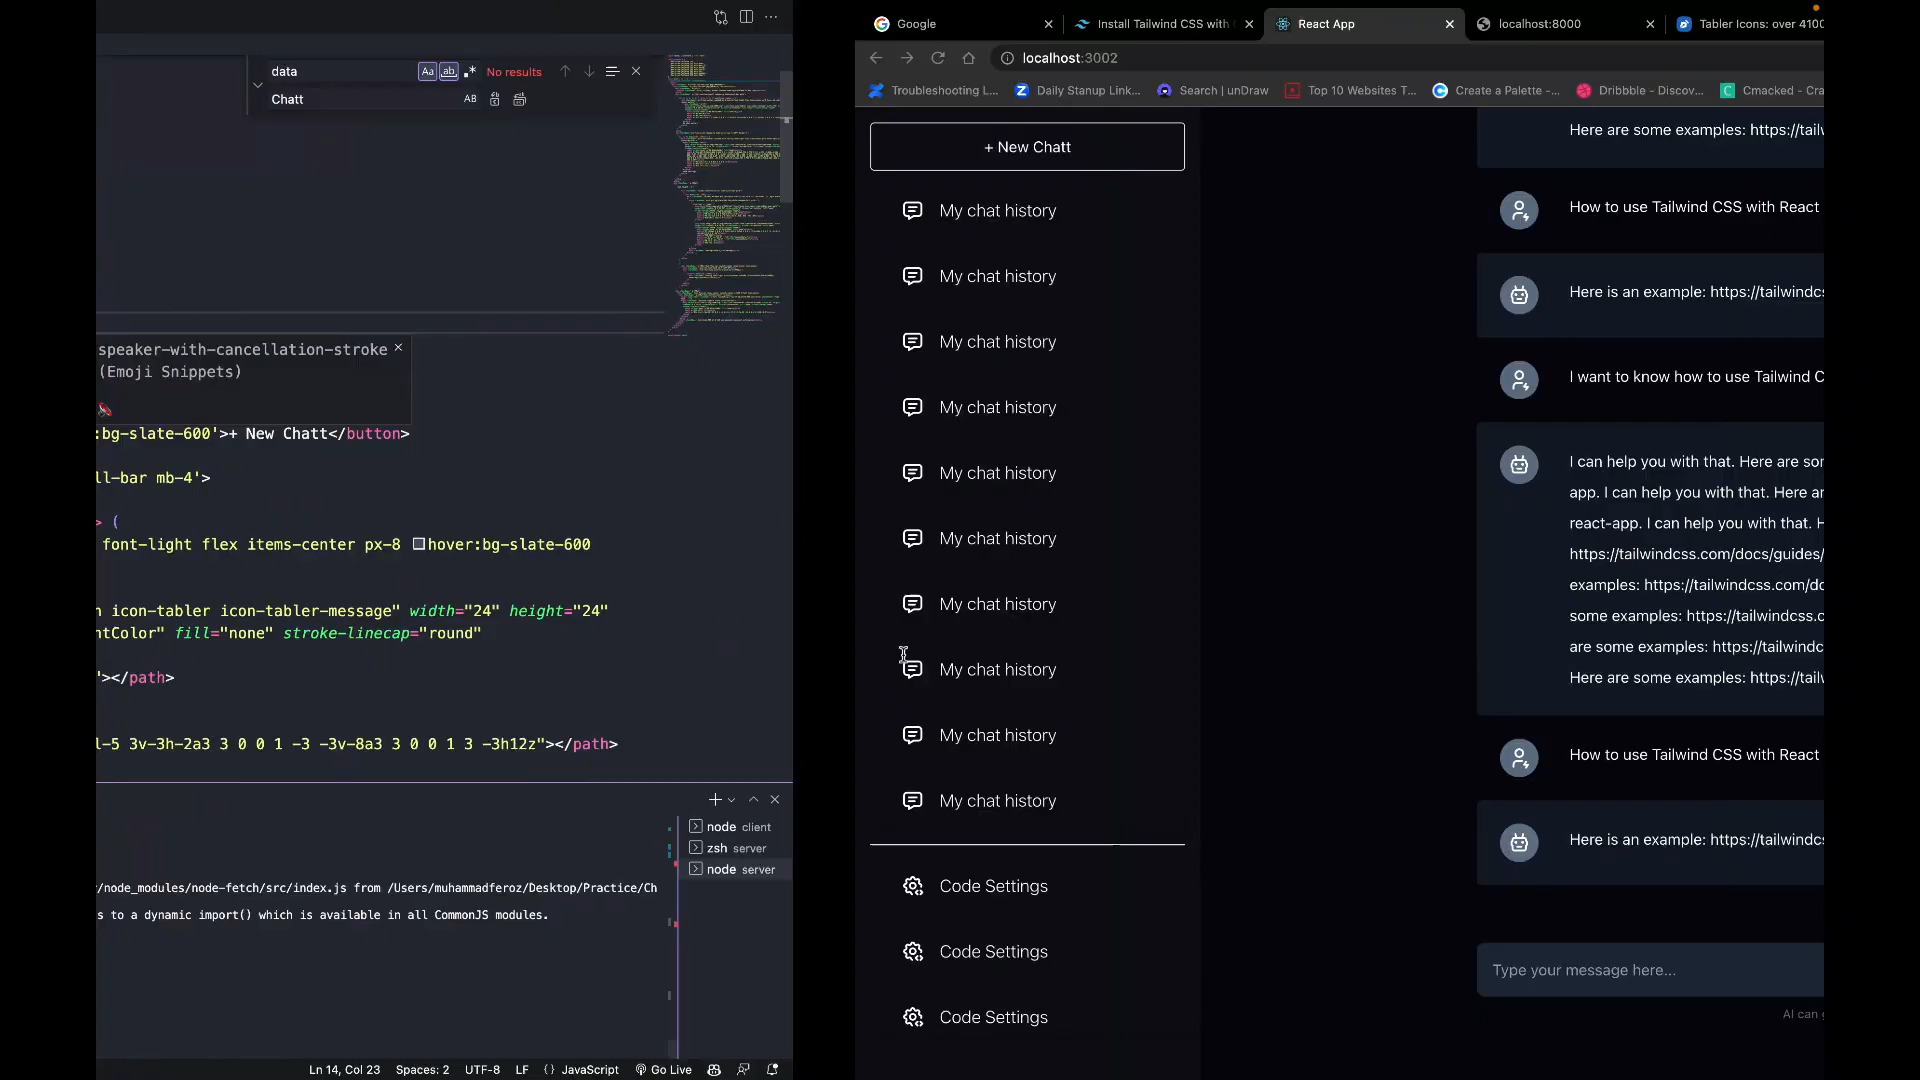 data
Aa
ab
.*
No results
Chatt
AB
speaker-with-cancellation-stroke
(Emoji Snippets)
:bg-slate-600'>+ New Chatt</button>
ll-bar mb-4'>
> (
font-light flex items-center px-8 hover:bg-slate-600
n icon-tabler icon-tabler-message" width="24" height="24"
ntColor" fill="none" stroke-linecap="round"
'></path>
l-5 3v-3h-2a3 3 0 0 1 -3 -3v-8a3 3 0 0 1 3 -3h12z"></path>
node client
zsh server
node server
/node_modules/node-fetch/src/index.js from /Users/muhammadferoz/Desktop/Practice/Ch
s to a dynamic import() which is available in all CommonJS modules.
Ln 14, Col 23 Spaces: 2 UTF-8 LF {} JavaScript Go Live
Google
Install Tailwind CSS with
React App
localhost:8000
Tabler Icons: over 4100
localhost:3002
Troubleshooting L...
Daily Stanup Link...
Search | unDraw
Top 10 Websites T...
Create a Palette -...
Dribbble - Discov...
Cmacked - Cra
+ New Chatt
My chat history
My chat history
My chat history
My chat history
My chat history
My chat history
My chat history
My chat history
My chat history
My chat history
Code Settings
Code Settings
Code Settings
Here are some examples: https://tailw
How to use Tailwind CSS with React
Here is an example: https://tailwindcs
I want to know how to use Tailwind C
I can help you with that. Here are sor
app. I can help you with that. Here ar
react-app. I can help you with that. H
https://tailwindcss.com/docs/guides/
examples: https://tailwindcss.com/do
some examples: https://tailwindcss.c
are some examples: https://tailwindc
Here are some examples: https://tailw
How to use Tailwind CSS with React
Here is an example: https://tailwindcs
Type your message here...
AI can g